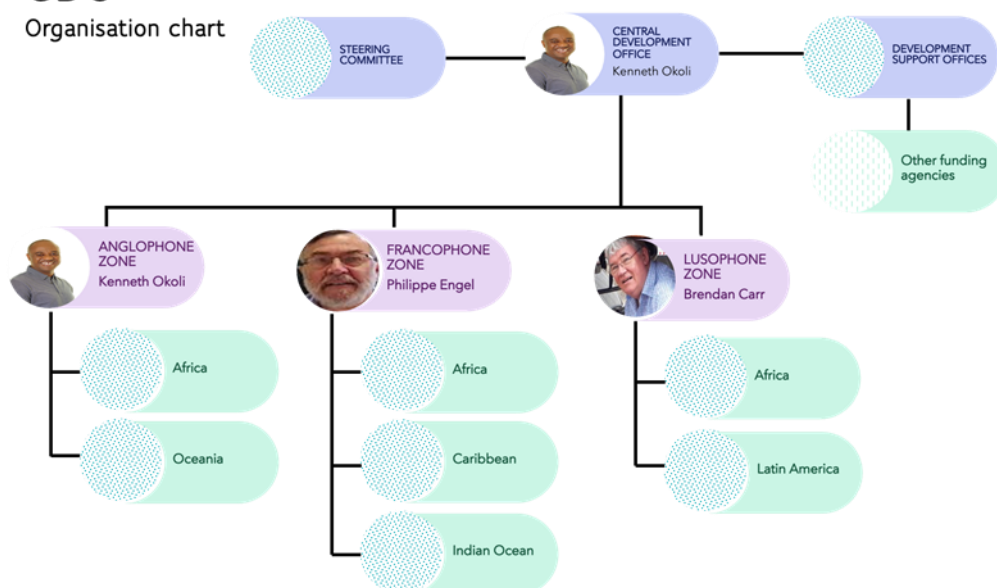 Organisation chart
STEERING
COMMITTEE
CENTRAL
DEVELOPMENT
OFFICE
Kenneth Okoli
DEVELOPMENT
SUPPORT OFFICES
Other funding
agencies
ANGLOPHONE
ZONE
Kenneth Okoli
FRANCOPHONE
ZONE
Philippe Engel
LUSOPHONE
ZONE
Brendan Carr
Africa
Oceania
Africa
Caribbean
Indian Ocean
Africa
Latin America